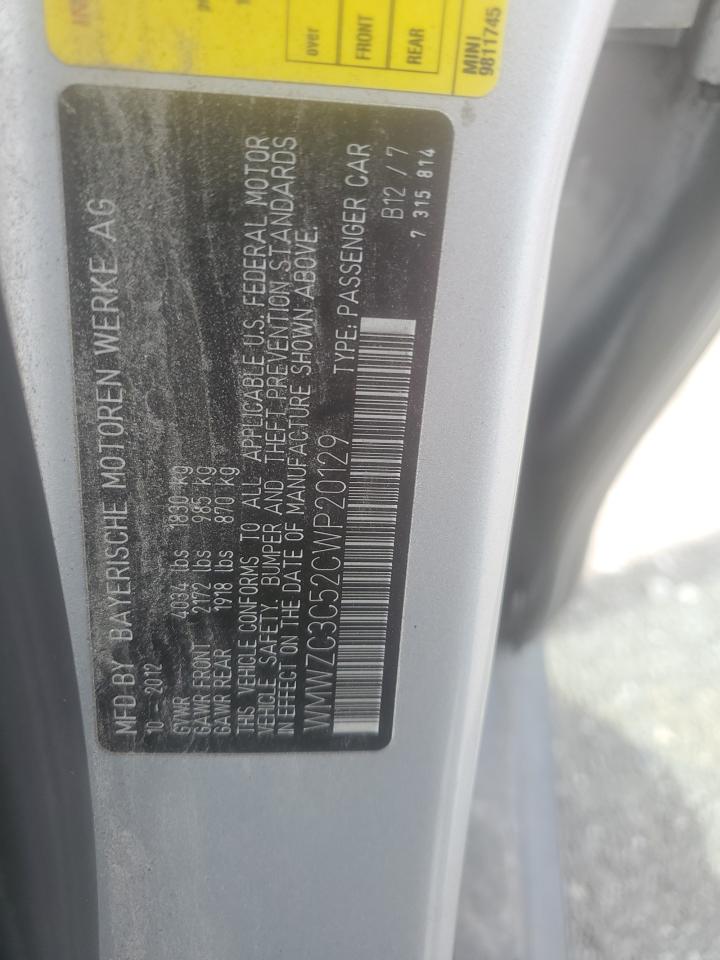 over
FRONT
REAR
MINI
9811745
MFD BY BAYERISCHE MOTOREN WERKE AG
10 - 2012
GVWR 4034 lbs 1830 kg
GAWR FRONT 2172 lbs 985 kg
GAWR REAR 1918 lbs 870 kg
THIS VEHICLE CONFORMS TO ALL APPLICABLE U.S. FEDERAL MOTOR
VEHICLE SAFETY, BUMPER AND THEFT PREVENTION STANDARDS
IN EFFECT ON THE DATE OF MANUFACTURE SHOWN ABOVE.
WMWZC3C52CWP20129 TYPE: PASSENGER CAR
B12 / 7
7 315 814